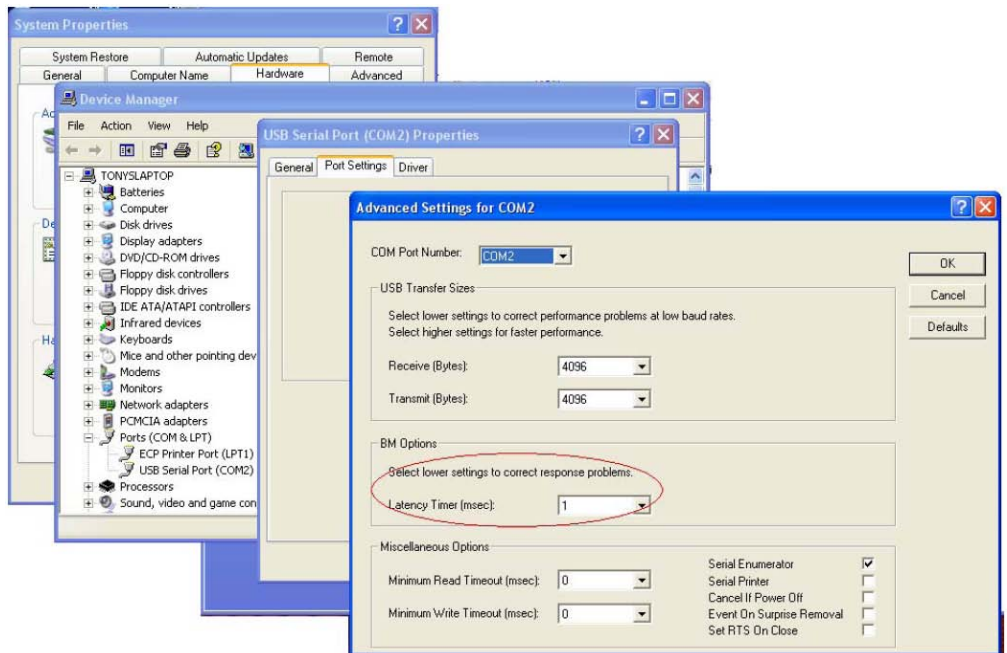 System Properties
System Restore Automatic Updates Remote
General Computer Name Hardware Advanced
Device Manager
File Action View Help
TONYSLAPTOP
Batteries
Computer
Disk drives
Display adapters
DVD/CD-ROM drives
Floppy disk controllers
Floppy disk drives
IDE ATA/ATAPI controllers
Infrared devices
Keyboards
Mice and other pointing dev
Modems
Monitors
Network adapters
PCMCIA adapters
Ports (COM & LPT)
ECP Printer Port (LPT1)
USB Serial Port (COM2)
Processors
Sound, video and game con
USB Serial Port (COM2) Properties
General Port Settings Driver
Advanced Settings for COM2
COM Port Number: COM2
OK
Cancel
Defaults
USB Transfer Sizes
Select lower settings to correct performance problems at low baud rates.
Select higher settings for faster performance.
Receive (Bytes): 4096
Transmit (Bytes): 4096
BM Options
Select lower settings to correct response problems.
Latency Timer (msec): 1
Miscellaneous Options
Minimum Read Timeout (msec): 0
Minimum Write Timeout (msec): 0
Serial Enumerator
Serial Printer
Cancel If Power Off
Event On Surprise Removal
Set RTS On Close